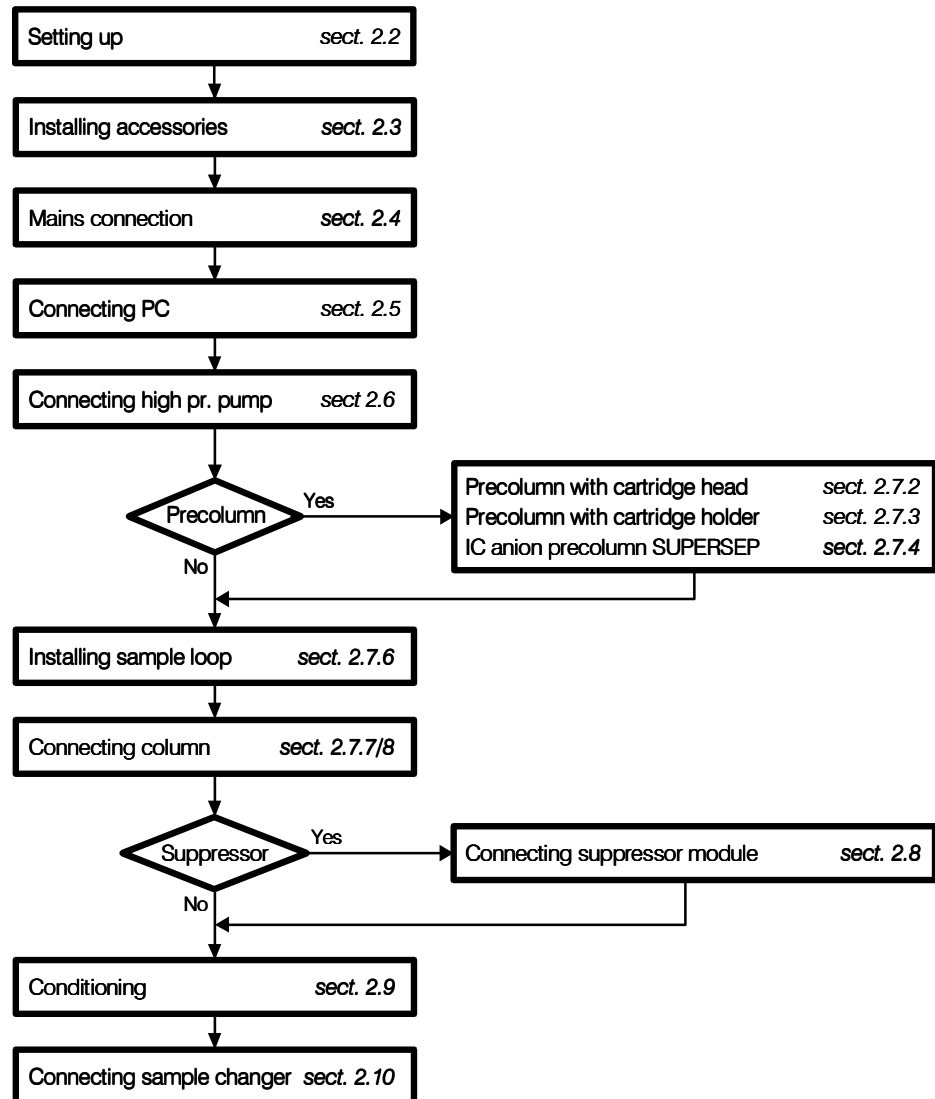 Setting up sect. 2.2
Installing accessories sect. 2.3
Mains connection sect. 2.4
Connecting PC sect. 2.5
Connecting high pr. pump sect 2.6
Precolumn
Yes
No
Precolumn with cartridge head sect. 2.7.2
Precolumn with cartridge holder sect. 2.7.3
IC anion precolumn SUPERSEP sect. 2.7.4
Installing sample loop sect. 2.7.6
Connecting column sect. 2.7.7/8
Suppressor
Yes
No
Connecting suppressor module sect. 2.8
Conditioning sect. 2.9
Connecting sample changer sect. 2.10